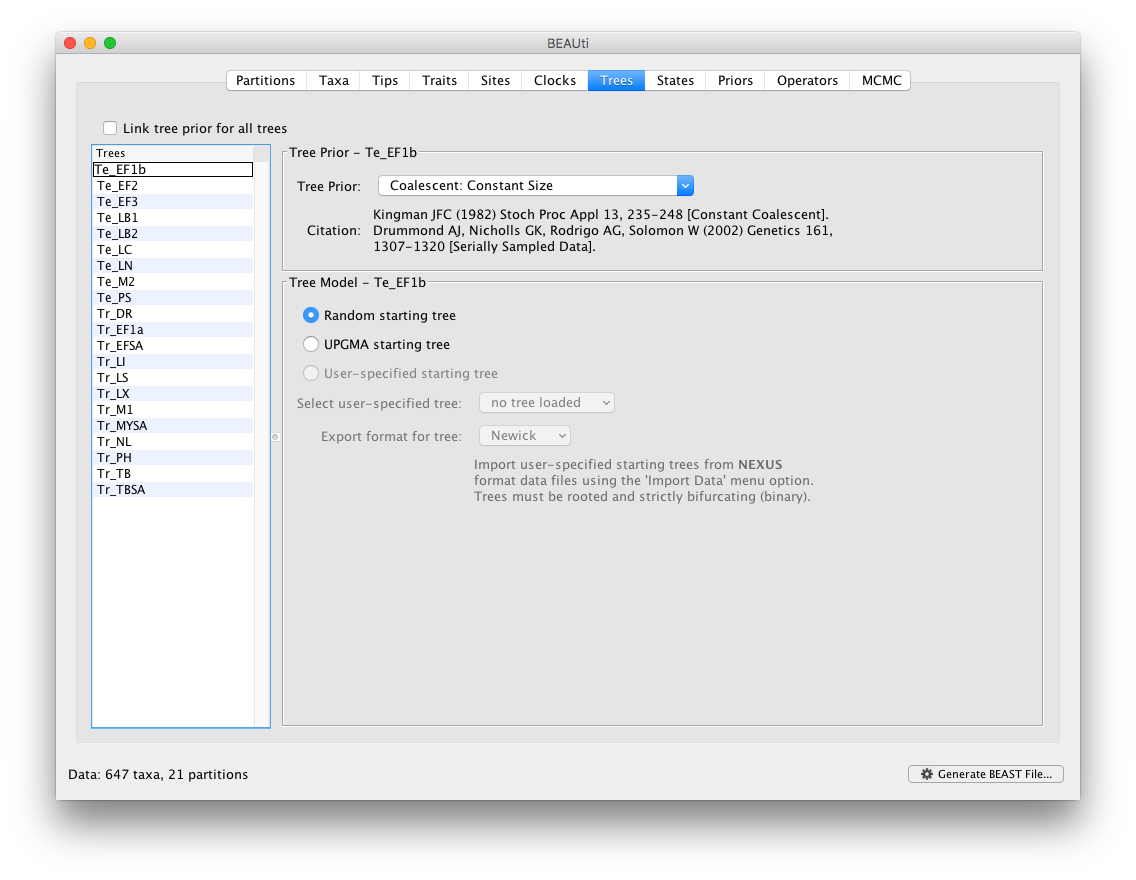 BEAUti
Partitions Taxa Tips Traits Sites Clocks Trees States Priors Operators MCMC
Link tree prior for all trees
Trees
Te_EF1b
Te_EF2
Te_EF3
Te_LB1
Te_LB2
Te_LC
Te_LN
Te_M2
Te_PS
Tr_DR
Tr_EF1a
Tr_EFSA
Tr_LI
Tr_LS
Tr_LX
Tr_M1
Tr_MYSA
Tr_NL
Tr_PH
Tr_TB
Tr_TBSA
Tree Prior - Te_EF1b
Tree Prior: Coalescent: Constant Size
Citation:
Kingman JFC (1982) Stoch Proc Appl 13, 235-248 [Constant Coalescent].
Drummond AJ, Nicholls GK, Rodrigo AG, Solomon W (2002) Genetics 161,
1307-1320 [Serially Sampled Data].
Tree Model - Te_EF1b
Random starting tree
UPGMA starting tree
User-specified starting tree
Select user-specified tree: no tree loaded
Export format for tree: Newick
Import user-specified starting trees from NEXUS
format data files using the 'Import Data' menu option.
Trees must be rooted and strictly bifurcating (binary).
Data: 647 taxa, 21 partitions
Generate BEAST File...